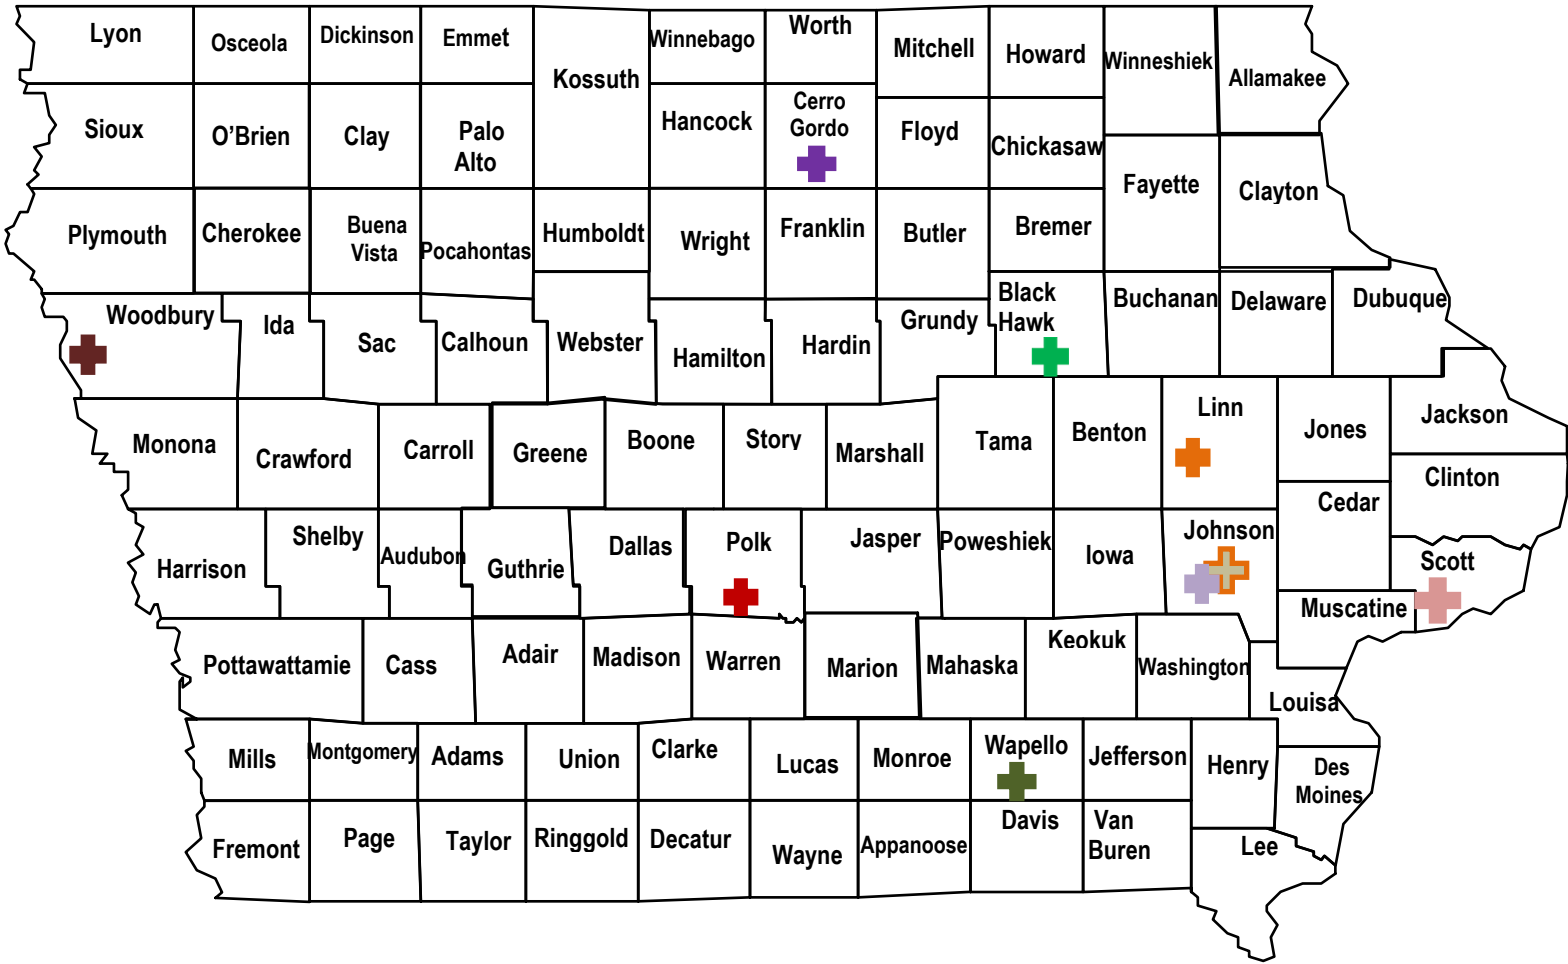 Lyon
Osceola
Dickinson
Emmet
Kossuth
Winnebago
Worth
Mitchell
Howard
Winneshiek
Allamakee
Sioux
O’Brien
Clay
Palo
Alto
Hancock
Cerro
Gordo
Floyd
Chickasaw
Fayette
Clayton
Plymouth
Cherokee
Buena
Vista
Pocahontas
Humboldt
Wright
Franklin
Butler
Bremer
Woodbury
Ida
Sac
Calhoun
Webster
Hamilton
Hardin
Grundy
Black
Hawk
Buchanan
Delaware
Dubuque
Monona
Crawford
Carroll
Greene
Boone
Story
Marshall
Tama
Benton
Linn
Jones
Jackson
Clinton
Cedar
Harrison
Shelby
Audubon
Guthrie
Dallas
Polk
Jasper
Poweshiek
Iowa
Johnson
Scott
Muscatine
Pottawattamie
Cass
Adair
Madison
Warren
Marion
Mahaska
Keokuk
Washington
Louisa
Mills
Montgomery
Adams
Union
Clarke
Lucas
Monroe
Wapello
Jefferson
Henry
Des
Moines
Fremont
Page
Taylor
Ringgold
Decatur
Wayne
Appanoose
Davis
Van
Buren
Lee